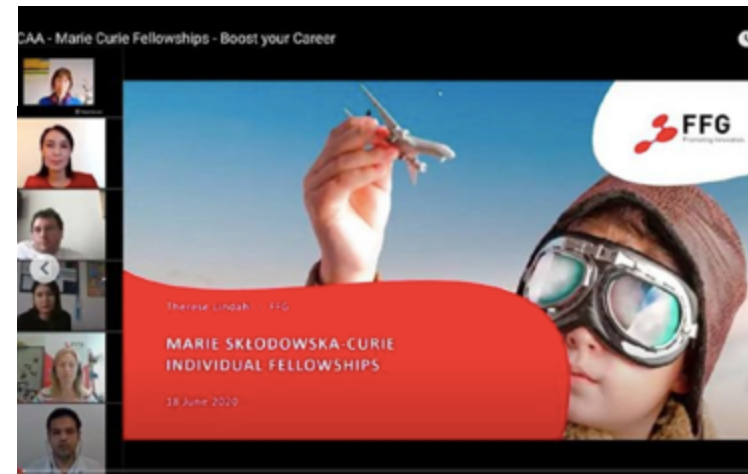 CAA - Marie Curie Fellowships - Boost your Career
FFG
Promoting Innovation.
Therese Lindahl FFG
MARIE SKŁODOWSKA-CURIE
INDIVIDUAL FELLOWSHIPS
18 June 2020